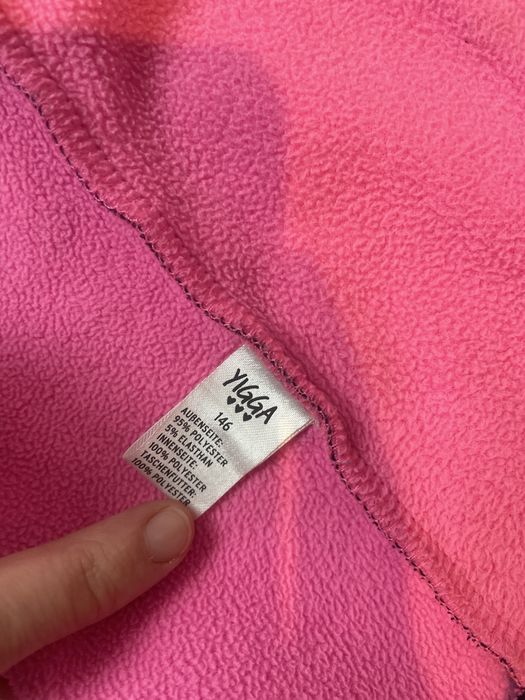 YIGGA
146
AUßENSEITE:
95% POLYESTER
5% ELASTHAN
INNENSEITE:
100% POLYESTER
TASCHENFUTTER:
100% POLYESTER